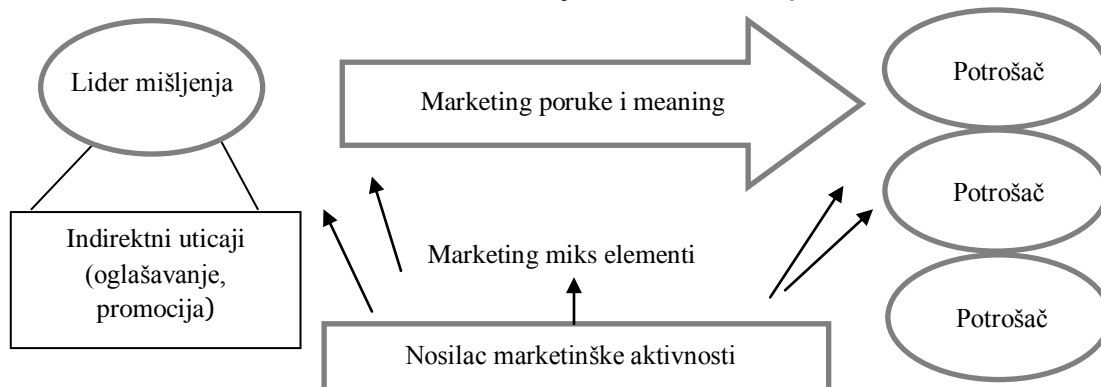 Lider mišljenja
Marketing poruke i meaning
Potrošač
Potrošač
Indirektni uticaji
(oglašavanje,
promocija)
Marketing miks elementi
Potrošač
Nosilac marketinške aktivnosti